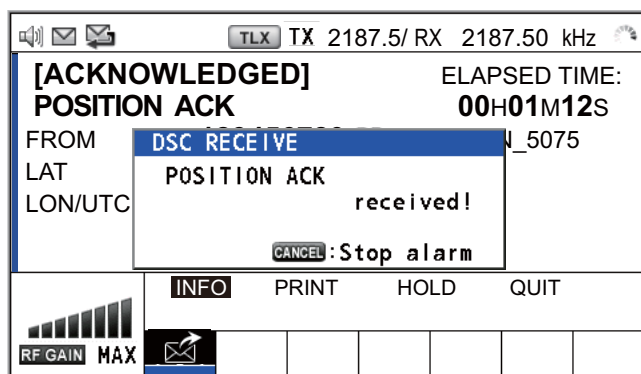 TLX TX 2187.5/ RX 2187.50 kHz
[ACKNOWLEDGED] ELAPSED TIME:
POSITION ACK 00H01M12S
FROM _5075
LAT
LON/UTC
DSC RECEIVE
POSITION ACK
received!
CANCEL:Stop alarm
INFO PRINT HOLD QUIT
RF GAIN MAX